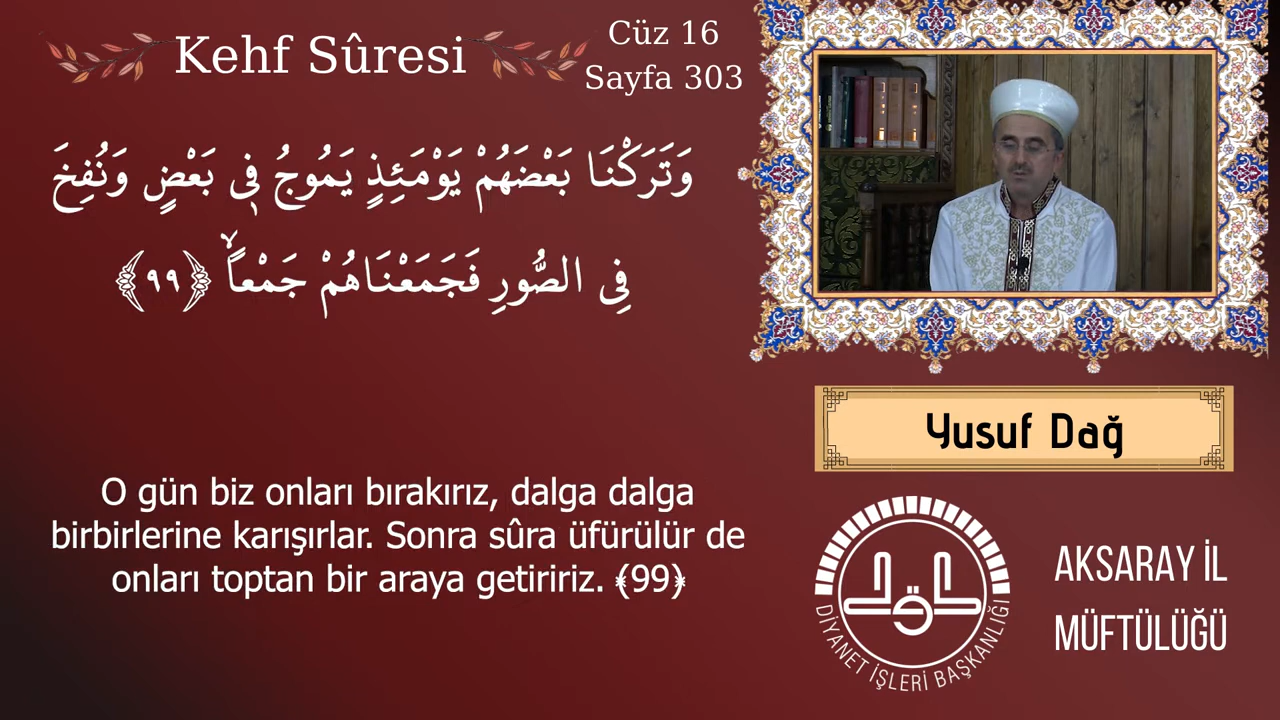 Kehf Sûresi
Cüz 16
Sayfa 303
وَتَرَكْنَا بَعْضَهُمْ يَوْمَئِذٍ يَمُوجُ ف۪ي بَعْضٍ وَنُفِخَ
فِي الصُّورِ فَجَمَعْنَاهُمْ جَمْعاًۙ ﴿٩٩﴾
O gün biz onları bırakırız, dalga dalga
birbirlerine karışırlar. Sonra sûra üfürülür de
onları toptan bir araya getiririz. ﴾99﴿
Yusuf Dağ
DİYANET İŞLERİ BAŞKANLIĞI
AKSARAY İL
MÜFTÜLÜĞÜ